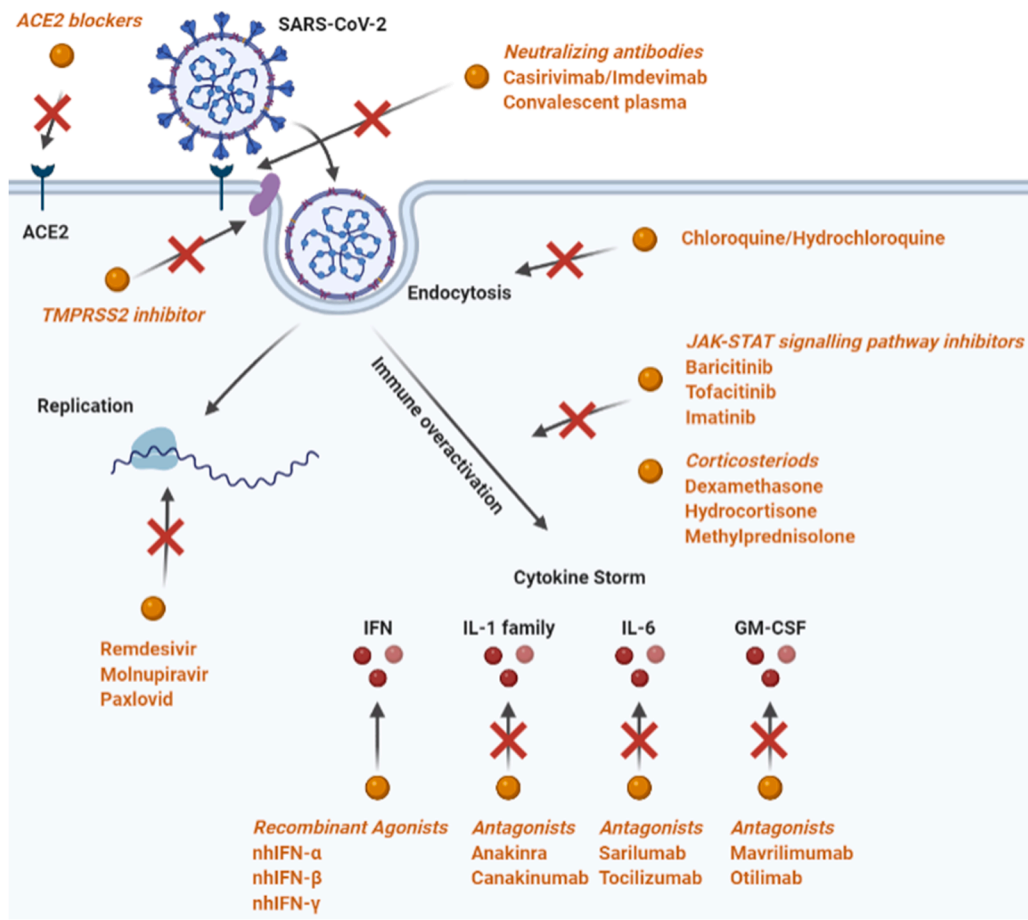 ACE2 blockers
SARS-CoV-2
Neutralizing antibodies
Casirivimab/Imdevimab
Convalescent plasma
ACE2
TMPRSS2 inhibitor
Endocytosis
Chloroquine/Hydrochloroquine
JAK-STAT signalling pathway inhibitors
Baricitinib
Tofacitinib
Imatinib
Corticosteriods
Dexamethasone
Hydrocortisone
Methylprednisolone
Immune overactivation
Replication
Remdesivir
Molnupiravir
Paxlovid
Cytokine Storm
IFN
IL-1 family
IL-6
GM-CSF
Recombinant Agonists
nhIFN-α
nhIFN-β
nhIFN-γ
Antagonists
Anakinra
Canakinumab
Antagonists
Sarilumab
Tocilizumab
Antagonists
Mavrilimumab
Otilimab